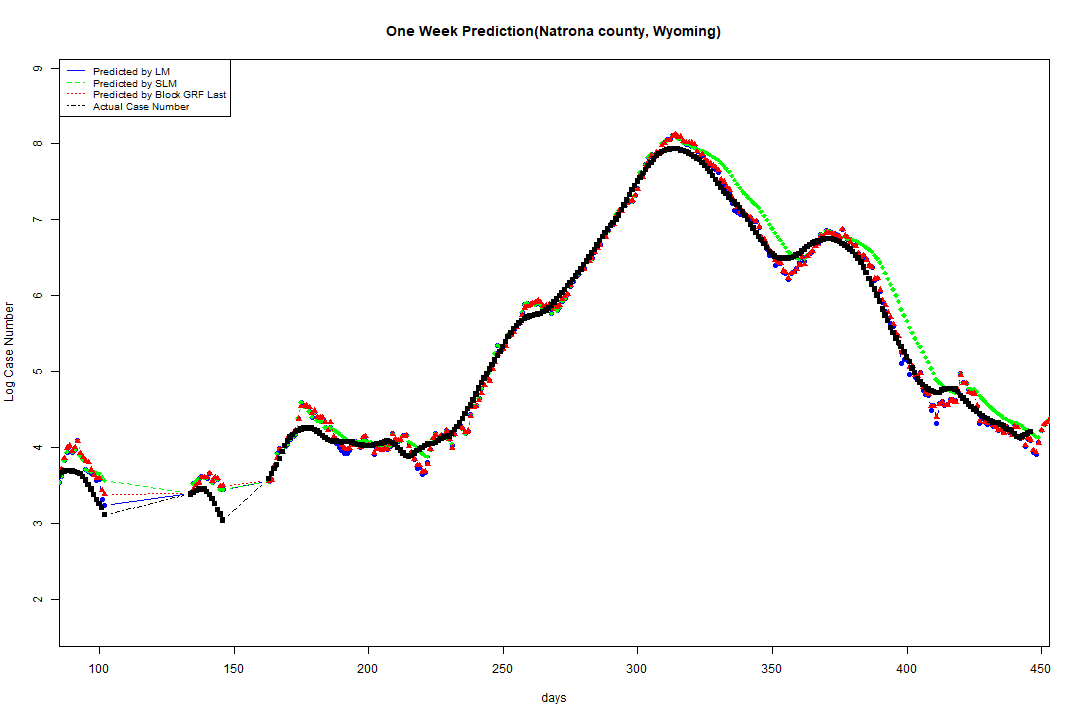 One Week Prediction(Natrona county, Wyoming)
Predicted by LM
Predicted by SLM
Predicted by Block GRF Last
Actual Case Number
9
8
7
6
5
4
3
2
Log Case Number
100 150 200 250 300 350 400 450
days